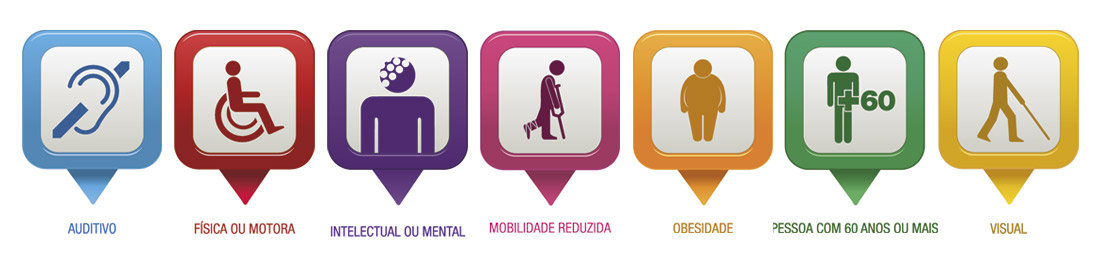 +60
AUDITIVO
FÍSICA OU MOTORA
INTELECTUAL OU MENTAL
MOBILIDADE REDUZIDA
OBESIDADE
PESSOA COM 60 ANOS OU MAIS
VISUAL